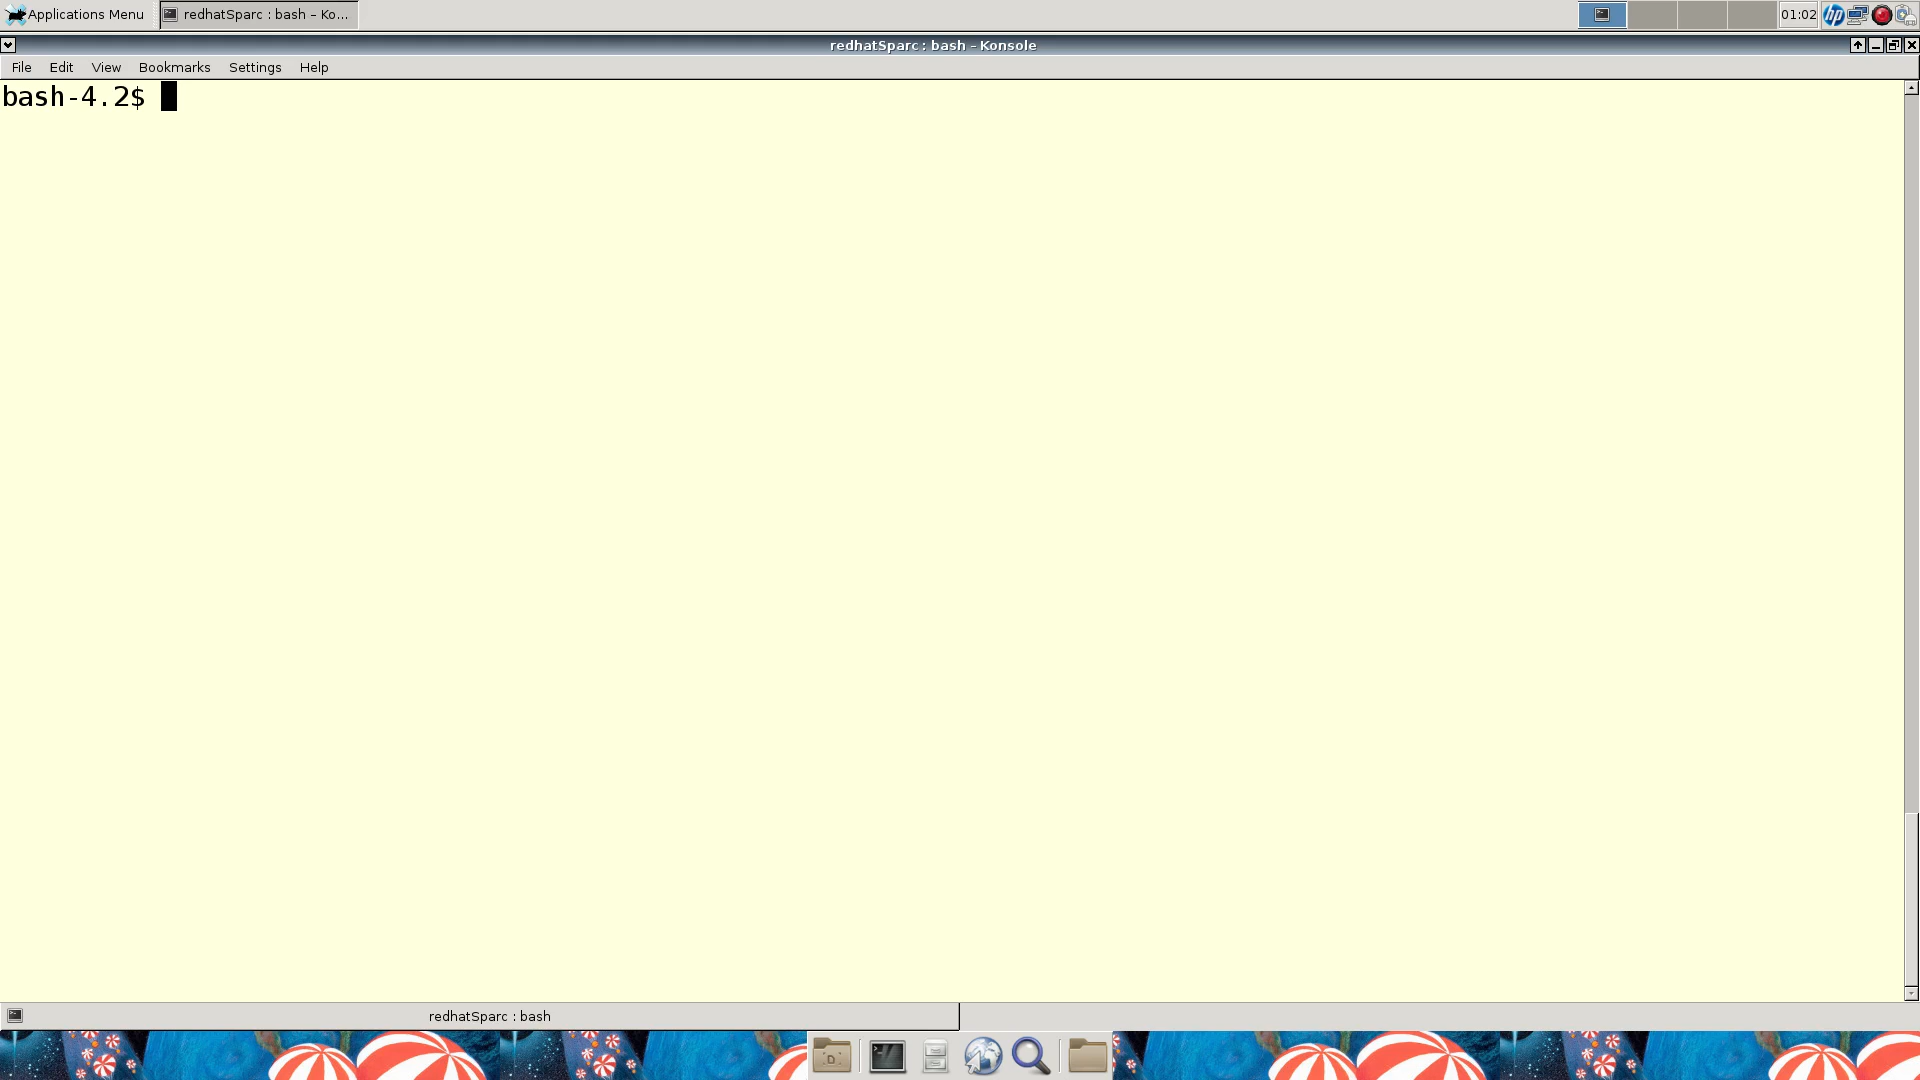 Applications Menu
redhatSparc : bash – Ko...
01:02
hp
redhatSparc : bash – Konsole
File Edit View Bookmarks Settings Help
bash-4.2$
redhatSparc : bash